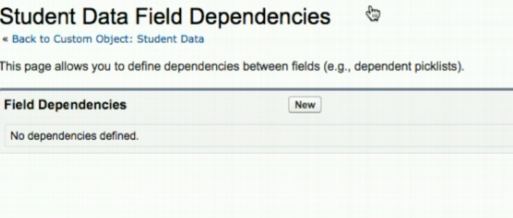 Student Data Field Dependencies
« Back to Custom Object: Student Data
This page allows you to define dependencies between fields (e.g., dependent picklists).
Field Dependencies New
No dependencies defined.